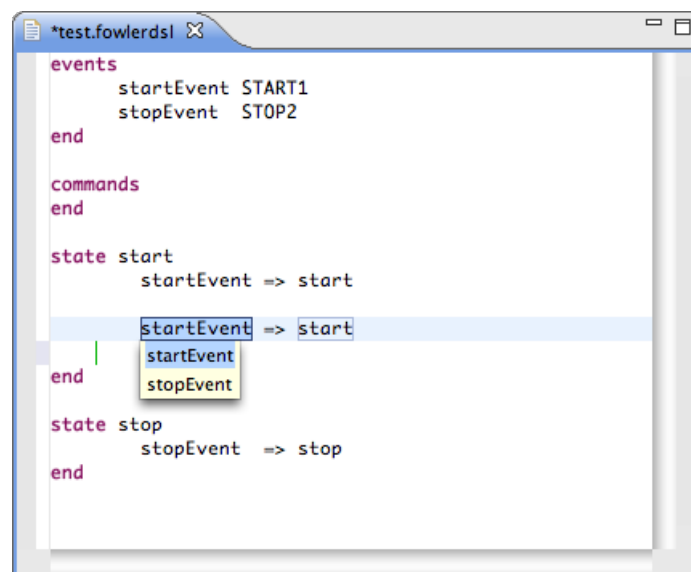 *test.fowlerdsl
events
startEvent START1
stopEvent  STOP2
end
commands
end
state start
startEvent => start
startEvent => start
startEvent
stopEvent
end
state stop
stopEvent  => stop
end